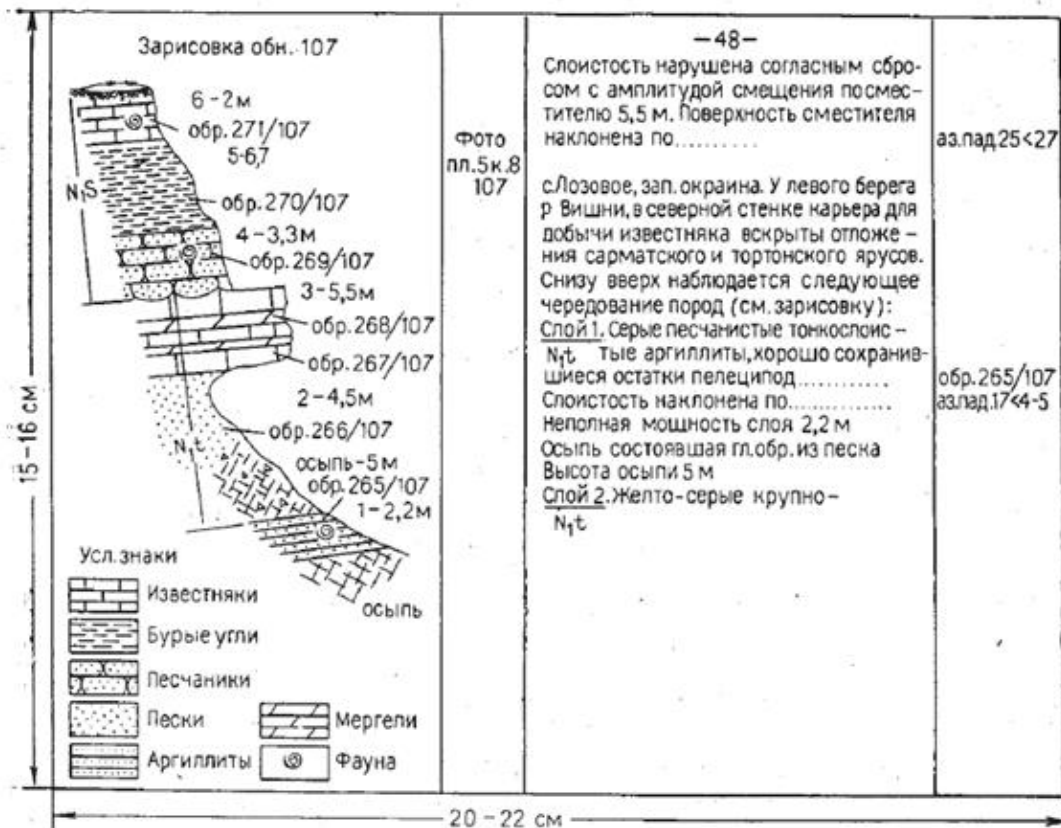 Зарисовка обн. 107
6-2м
обр. 271/107
5-6,7
N₁S
обр. 270/107
4-3,3м
обр. 269/107
3-5,5м
обр. 268/107
обр. 267/107
2-4,5м
обр. 266/107
N₁t
осыпь-5м
обр. 265/107
1-2,2м
осыпь
Усл. знаки
Известняки
Бурые угли
Песчаники
Пески
Мергели
Аргиллиты
Фауна
15-16 см
Фото
пл.5к.8
107
-48-
Слоистость нарушена согласным сбро-
сом с амплитудой смещения посмес-
тителю 5,5 м. Поверхность сместителя
наклонена по..........
аз.пад.25<27
с.Лозовое, зап. окраина. У левого берега
р Вишни, в северной стенке карьера для
добычи известняка вскрыты отложе-
ния сарматского и тортонского ярусов.
Снизу вверх наблюдается следующее
чередование пород (см. зарисовку):
Слой 1. Серые песчанистые тонкослоис-
N₁t тые аргиллиты, хорошо сохранив-
шиеся остатки пелеципод............
обр. 265/107
Слоистость наклонена по.............
аз.пад.17<4-5
Неполная мощность слоя 2,2 м
Осыпь состоявшая гл.обр. из песка
Высота осыпи 5 м
Слой 2. Желто-серые крупно-
N₁t
20-22 см